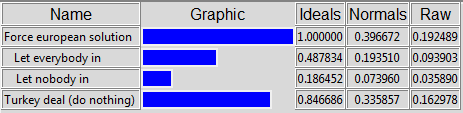 Name Graphic Ideals Normals Raw
Force european solution 1.000000 0.396672 0.192489
Let everybody in 0.487834 0.193510 0.093903
Let nobody in 0.186452 0.073960 0.035890
Turkey deal (do nothing) 0.846686 0.335857 0.162978